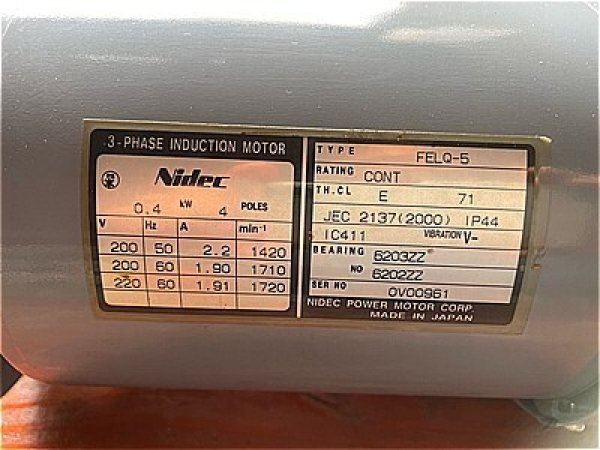 3-PHASE INDUCTION MOTOR
Nidec
0.4 kW 4 POLES
V Hz A min-1
200 50 2.2 1420
200 60 1.90 1710
220 60 1.91 1720
TYPE FELQ-5
RATING CONT
TH.CL E 71
JEC 2137(2000) IP44
IC411 VIBRATION V-
BEARING 6203ZZ
NO 6202ZZ
SER NO 0V00961
NIDEC POWER MOTOR CORP.
MADE IN JAPAN